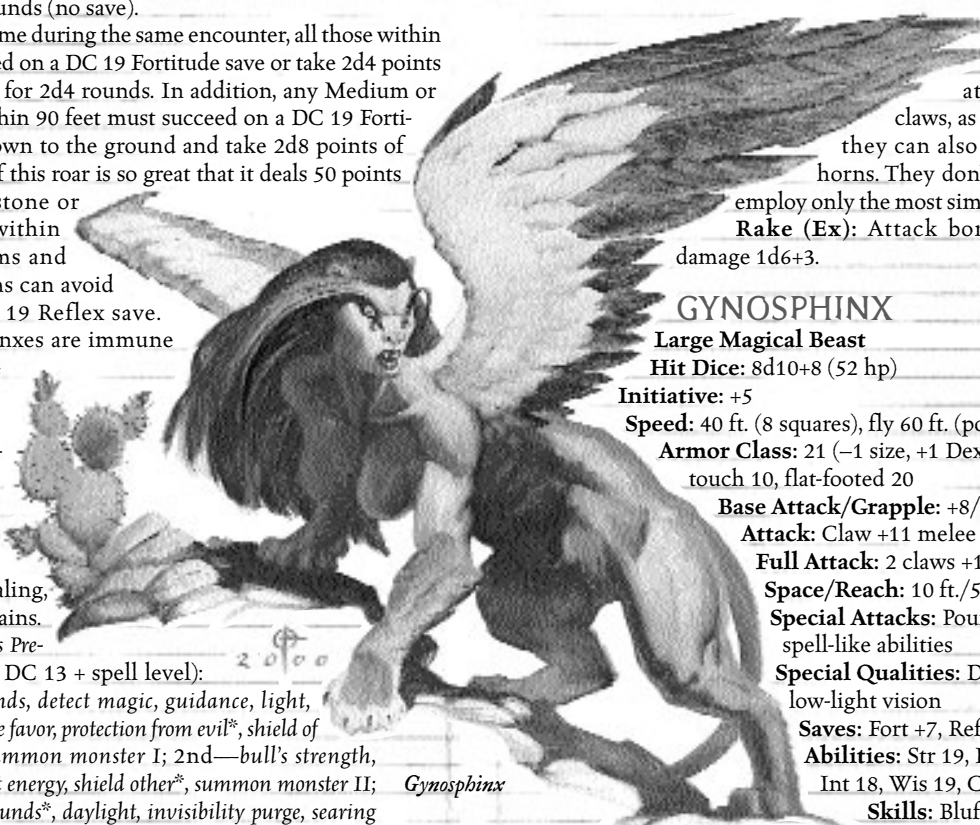 unds (no save).
me during the same encounter, all those within
ed on a DC 19 Fortitude save or take 2d4 points
for 2d4 rounds. In addition, any Medium or
hin 90 feet must succeed on a DC 19 Forti-
own to the ground and take 2d8 points of
f this roar is so great that it deals 50 points
stone or
within
ms and
ns can avoid
19 Reflex save.
nxes are immune
aling,
ains.
s Pre-
DC 13 + spell level):
nds, detect magic, guidance, light,
e favor, protection from evil*, shield of
mmon monster I; 2nd—bull's strength,
t energy, shield other*, summon monster II;
unds*, daylight, invisibility purge, searing
2000
Gynosphinx
at
claws, as
they can also
horns. They don
employ only the most sim
Rake (Ex): Attack bon
damage 1d6+3.
GYNOSPHINX
Large Magical Beast
Hit Dice: 8d10+8 (52 hp)
Initiative: +5
Speed: 40 ft. (8 squares), fly 60 ft. (po
Armor Class: 21 (–1 size, +1 Dex
touch 10, flat-footed 20
Base Attack/Grapple: +8/
Attack: Claw +11 melee
Full Attack: 2 claws +1
Space/Reach: 10 ft./5
Special Attacks: Pou
spell-like abilities
Special Qualities: D
low-light vision
Saves: Fort +7, Ref
Abilities: Str 19, D
Int 18, Wis 19, C
Skills: Bluf